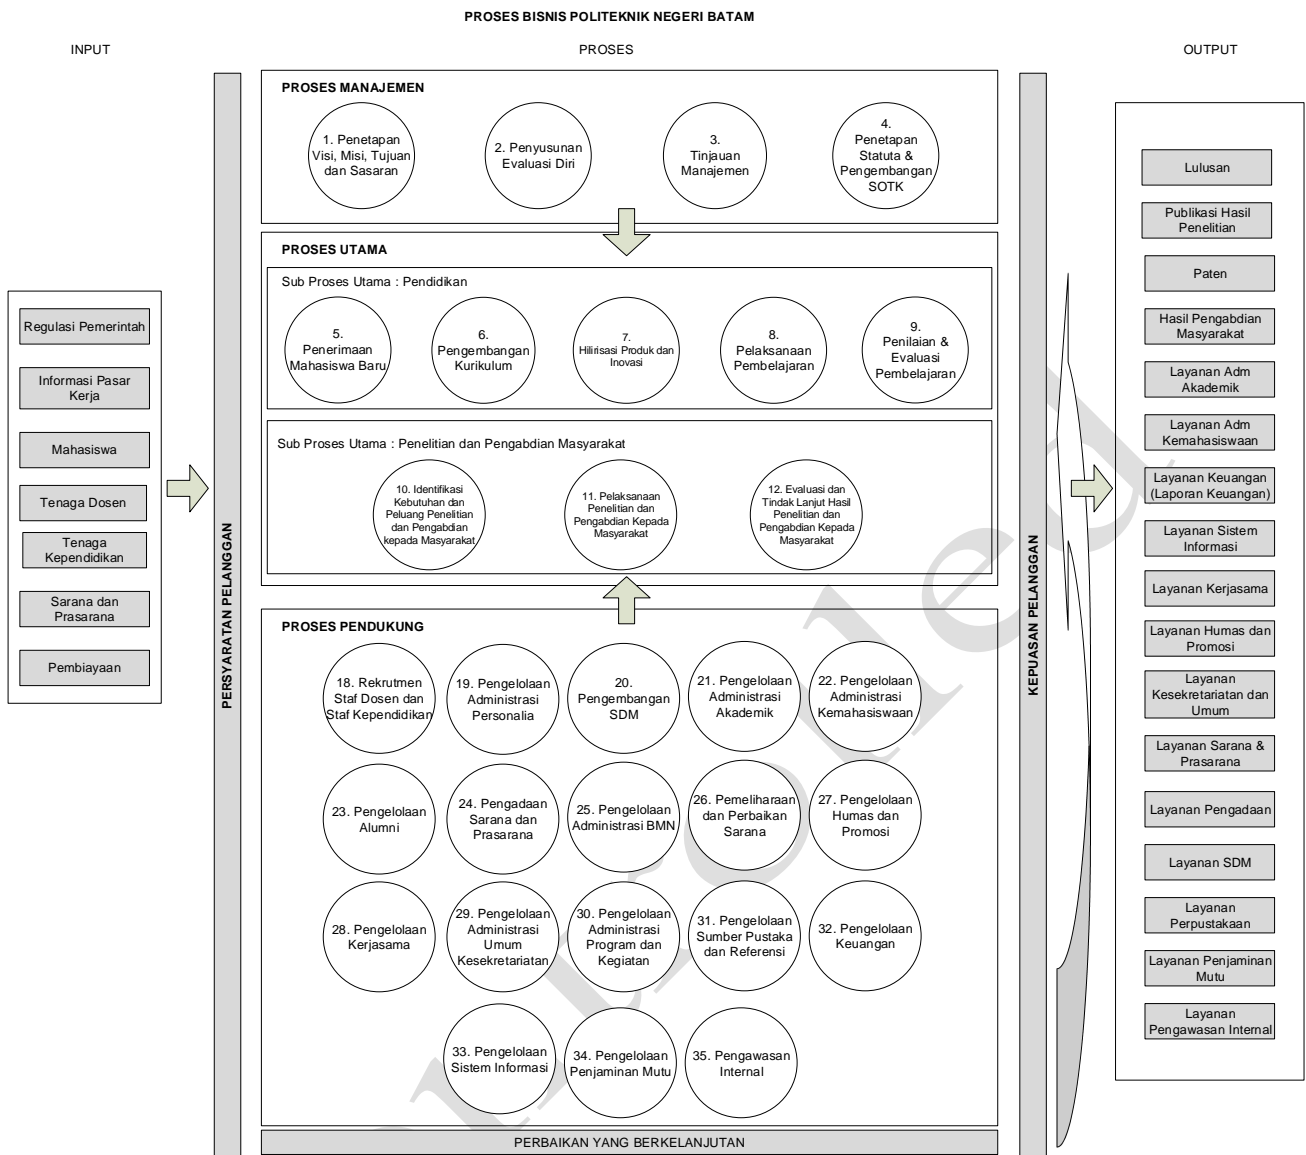 PROSES BISNIS POLITEKNIK NEGERI BATAM
INPUT
PROSES
OUTPUT
Regulasi Pemerintah
Informasi Pasar
Kerja
Mahasiswa
Tenaga Dosen
Tenaga
Kependidikan
Sarana dan
Prasarana
Pembiayaan
PERSYARATAN PELANGGAN
PROSES MANAJEMEN
1. Penetapan
Visi, Misi, Tujuan
dan Sasaran
2. Penyusunan
Evaluasi Diri
3.
Tinjauan
Manajemen
4.
Penetapan
Statuta &
Pengembangan
SOTK
PROSES UTAMA
Sub Proses Utama : Pendidikan
5.
Penerimaan
Mahasiswa Baru
6.
Pengembangan
Kurikulum
7.
Hilirisasi Produk dan
Inovasi
8.
Pelaksanaan
Pembelajaran
9.
Penilaian &
Evaluasi
Pembelajaran
Sub Proses Utama : Penelitian dan Pengabdian Masyarakat
10. Identifikasi
Kebutuhan dan
Peluang Penelitian
dan Pengabdian
kepada Masyarakat
11. Pelaksanaan
Penelitian dan
Pengabdian Kepada
Masyarakat
12. Evaluasi dan
Tindak Lanjut Hasil
Penelitian dan
Pengabdian Kepada
Masyarakat
PROSES PENDUKUNG
18. Rekrutmen
Staf Dosen dan
Staf Kependidikan
19. Pengelolaan
Administrasi
Personalia
20.
Pengembangan
SDM
21. Pengelolaan
Administrasi
Akademik
22. Pengelolaan
Administrasi
Kemahasiswaan
23. Pengelolaan
Alumni
24. Pengadaan
Sarana dan
Prasarana
25. Pengelolaan
Administrasi BMN
26. Pemeliharaan
dan Perbaikan
Sarana
27. Pengelolaan
Humas dan
Promosi
28. Pengelolaan
Kerjasama
29. Pengelolaan
Administrasi
Umum
Kesekretariatan
30. Pengelolaan
Administrasi
Program dan
Kegiatan
31. Pengelolaan
Sumber Pustaka
dan Referensi
32. Pengelolaan
Keuangan
33. Pengelolaan
Sistem Informasi
34. Pengelolaan
Penjaminan Mutu
35. Pengawasan
Internal
PERBAIKAN YANG BERKELANJUTAN
KEPUASAN PELANGGAN
Lulusan
Publikasi Hasil
Penelitian
Paten
Hasil Pengabdian
Masyarakat
Layanan Adm
Akademik
Layanan Adm
Kemahasiswaan
Layanan Keuangan
(Laporan Keuangan)
Layanan Sistem
Informasi
Layanan Kerjasama
Layanan Humas dan
Promosi
Layanan
Kesekretariatan dan
Umum
Layanan Sarana &
Prasarana
Layanan Pengadaan
Layanan SDM
Layanan
Perpustakaan
Layanan Penjaminan
Mutu
Layanan
Pengawasan Internal